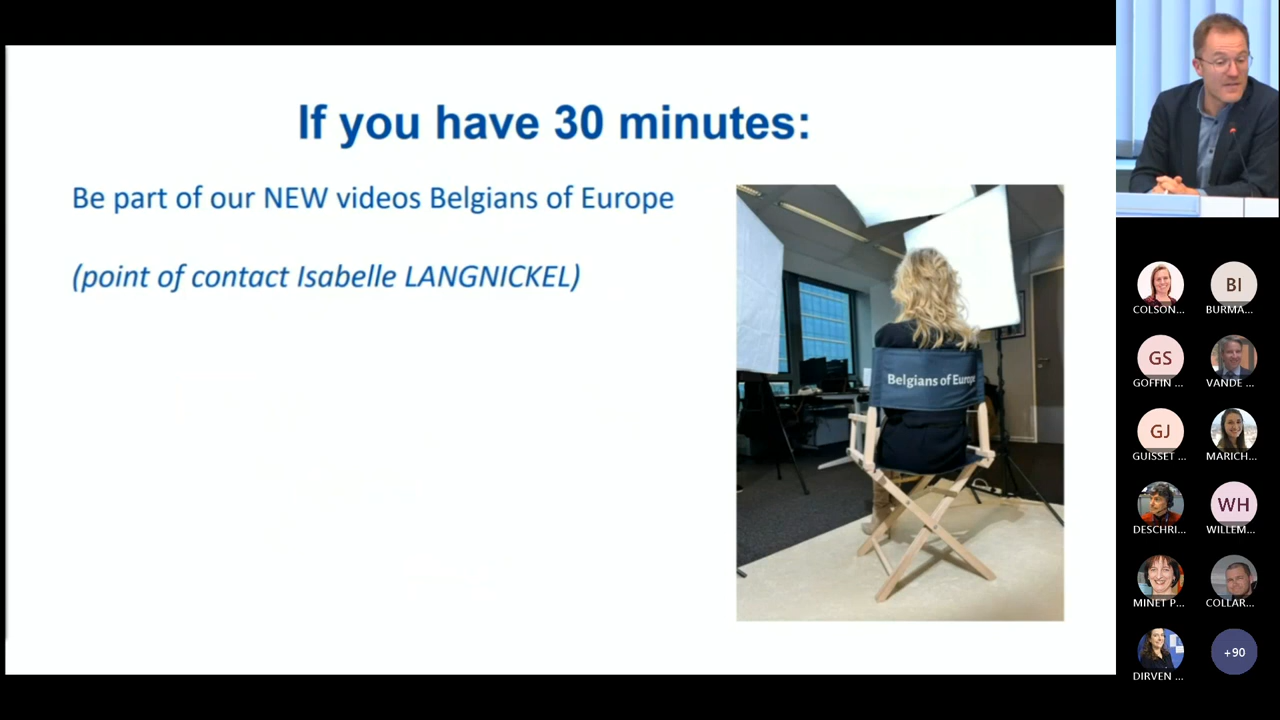 If you have 30 minutes:
Be part of our NEW videos Belgians of Europe
(point of contact Isabelle LANGNICKEL)
Belgians of Europe
COLSON...
BI
BURMA...
GS
GOFFIN ...
VANDE ...
GJ
GUISSET ...
MARICH...
DESCHRI...
WH
WILLEM...
MINET P...
COLLAR...
DIRVEN ...
+90